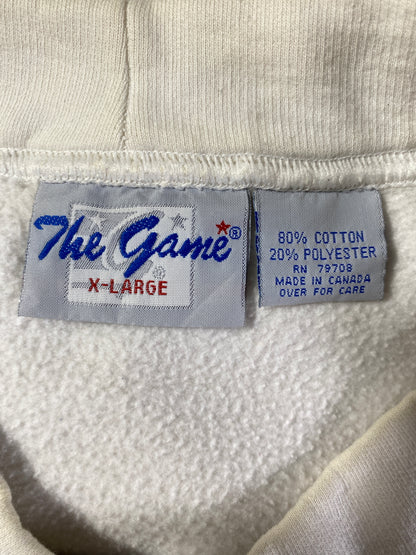 The Game®
X-LARGE
80% COTTON
20% POLYESTER
RN 79708
MADE IN CANADA
OVER FOR CARE